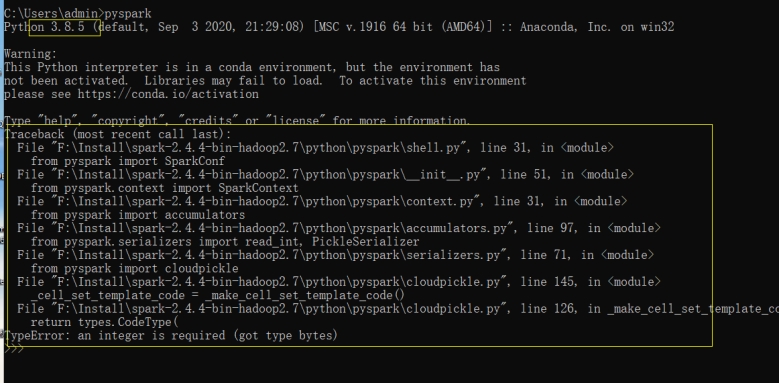 C:\Users\admin>pyspark
Python 3.8.5 (default, Sep  3 2020, 21:29:08) [MSC v.1916 64 bit (AMD64)] :: Anaconda, Inc. on win32
Warning:
This Python interpreter is in a conda environment, but the environment has
not been activated.  Libraries may fail to load.  To activate this environment
please see https://conda.io/activation
Type "help", "copyright", "credits" or "license" for more information.
Traceback (most recent call last):
  File "F:\Install\spark-2.4.4-bin-hadoop2.7\python\pyspark\shell.py", line 31, in <module>
    from pyspark import SparkConf
  File "F:\Install\spark-2.4.4-bin-hadoop2.7\python\pyspark\__init__.py", line 51, in <module>
    from pyspark.context import SparkContext
  File "F:\Install\spark-2.4.4-bin-hadoop2.7\python\pyspark\context.py", line 31, in <module>
    from pyspark import accumulators
  File "F:\Install\spark-2.4.4-bin-hadoop2.7\python\pyspark\accumulators.py", line 97, in <module>
    from pyspark.serializers import read_int, PickleSerializer
  File "F:\Install\spark-2.4.4-bin-hadoop2.7\python\pyspark\serializers.py", line 71, in <module>
    from pyspark import cloudpickle
  File "F:\Install\spark-2.4.4-bin-hadoop2.7\python\pyspark\cloudpickle.py", line 145, in <module>
    _cell_set_template_code = _make_cell_set_template_code()
  File "F:\Install\spark-2.4.4-bin-hadoop2.7\python\pyspark\cloudpickle.py", line 126, in _make_cell_set_template_co
    return types.CodeType(
TypeError: an integer is required (got type bytes)
>>>